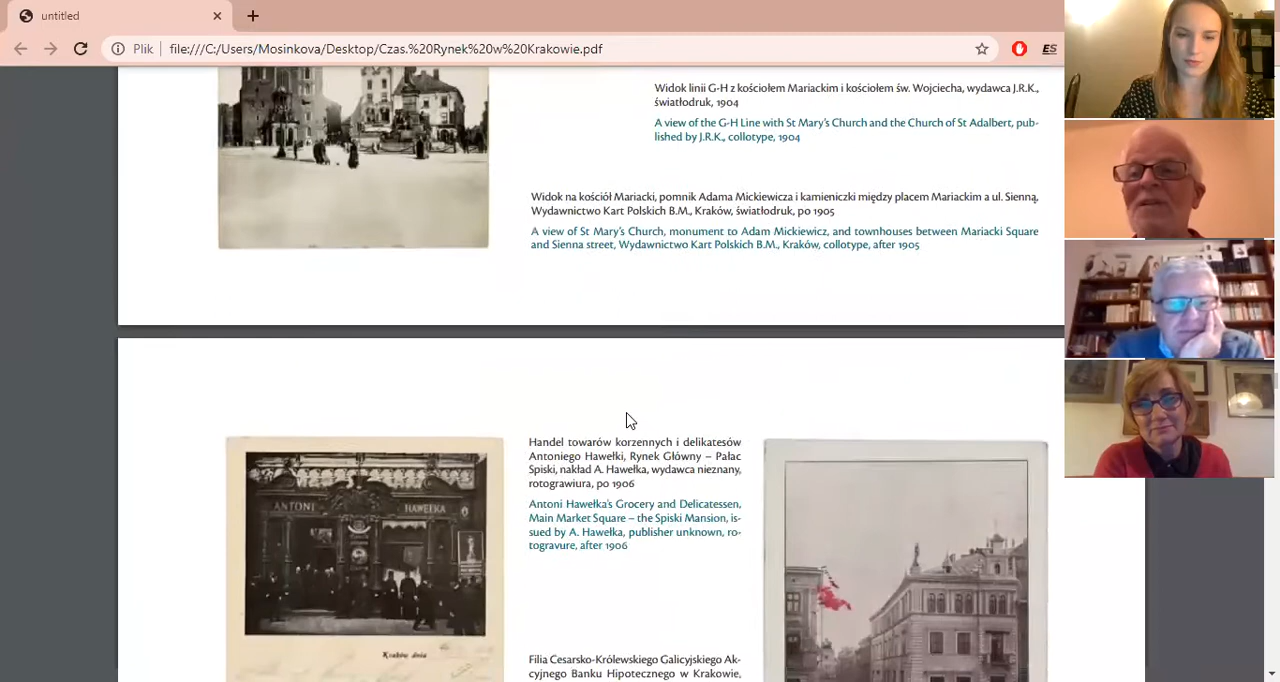 untitled
Plik
file:///C:/Users/Mosinkova/Desktop/Czas.%20Rynek%20w%20Krakowie.pdf
ES
Widok linii G-H z kościołem Mariackim i kościołem św. Wojciecha, wydawca J.R.K.,
światłodruk, 1904
A view of the G-H Line with St Mary's Church and the Church of St Adalbert, pub-
lished by J.R.K., collotype, 1904
Widok na kościół Mariacki, pomnik Adama Mickiewicza i kamieniczki między placem Mariackim a ul. Sienną,
Wydawnictwo Kart Polskich B.M., Kraków, światłodruk, po 1905
A view of St Mary's Church, monument to Adam Mickiewicz, and townhouses between Mariacki Square
and Sienna street, Wydawnictwo Kart Polskich B.M., Kraków, collotype, after 1905
Handel towarów korzennych i delikatesów
Antoniego Hawełki, Rynek Główny – Pałac
Spiski, nakład A. Hawełka, wydawca nieznany,
rotograwiura, po 1906
Antoni Hawełka's Grocery and Delicatessen,
Main Market Square – the Spiski Mansion, is-
sued by A. Hawełka, publisher unknown, ro-
togravure, after 1906
ANTONI HAWEŁKA
Kraków dnia
Filia Cesarsko-Królewskiego Galicyjskiego Ak-
cyjnego Banku Hipotecznego w Krakowie,